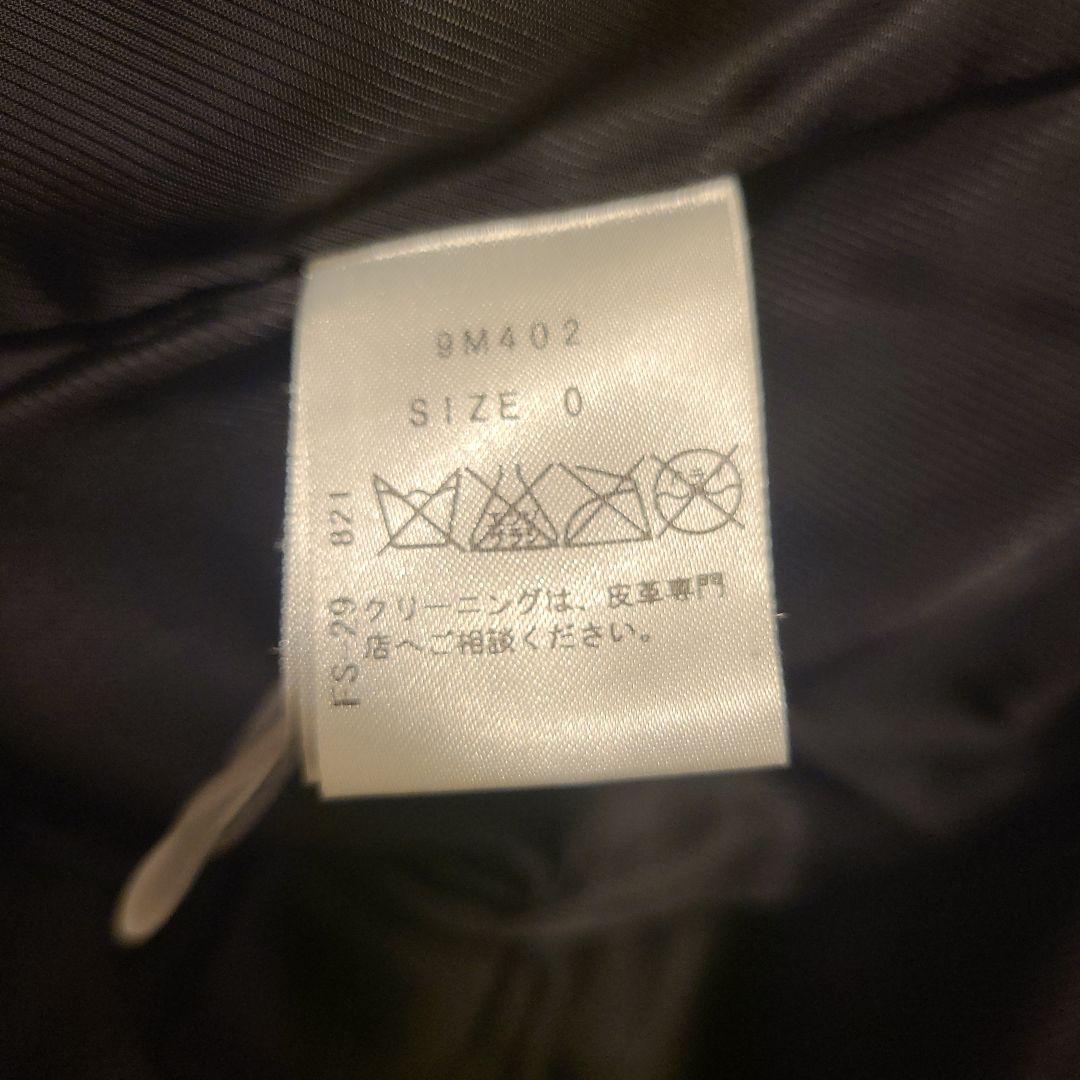 9M402
SIZE 0
クリーニングは、皮革専門
店へご相談ください。
FS-29 821